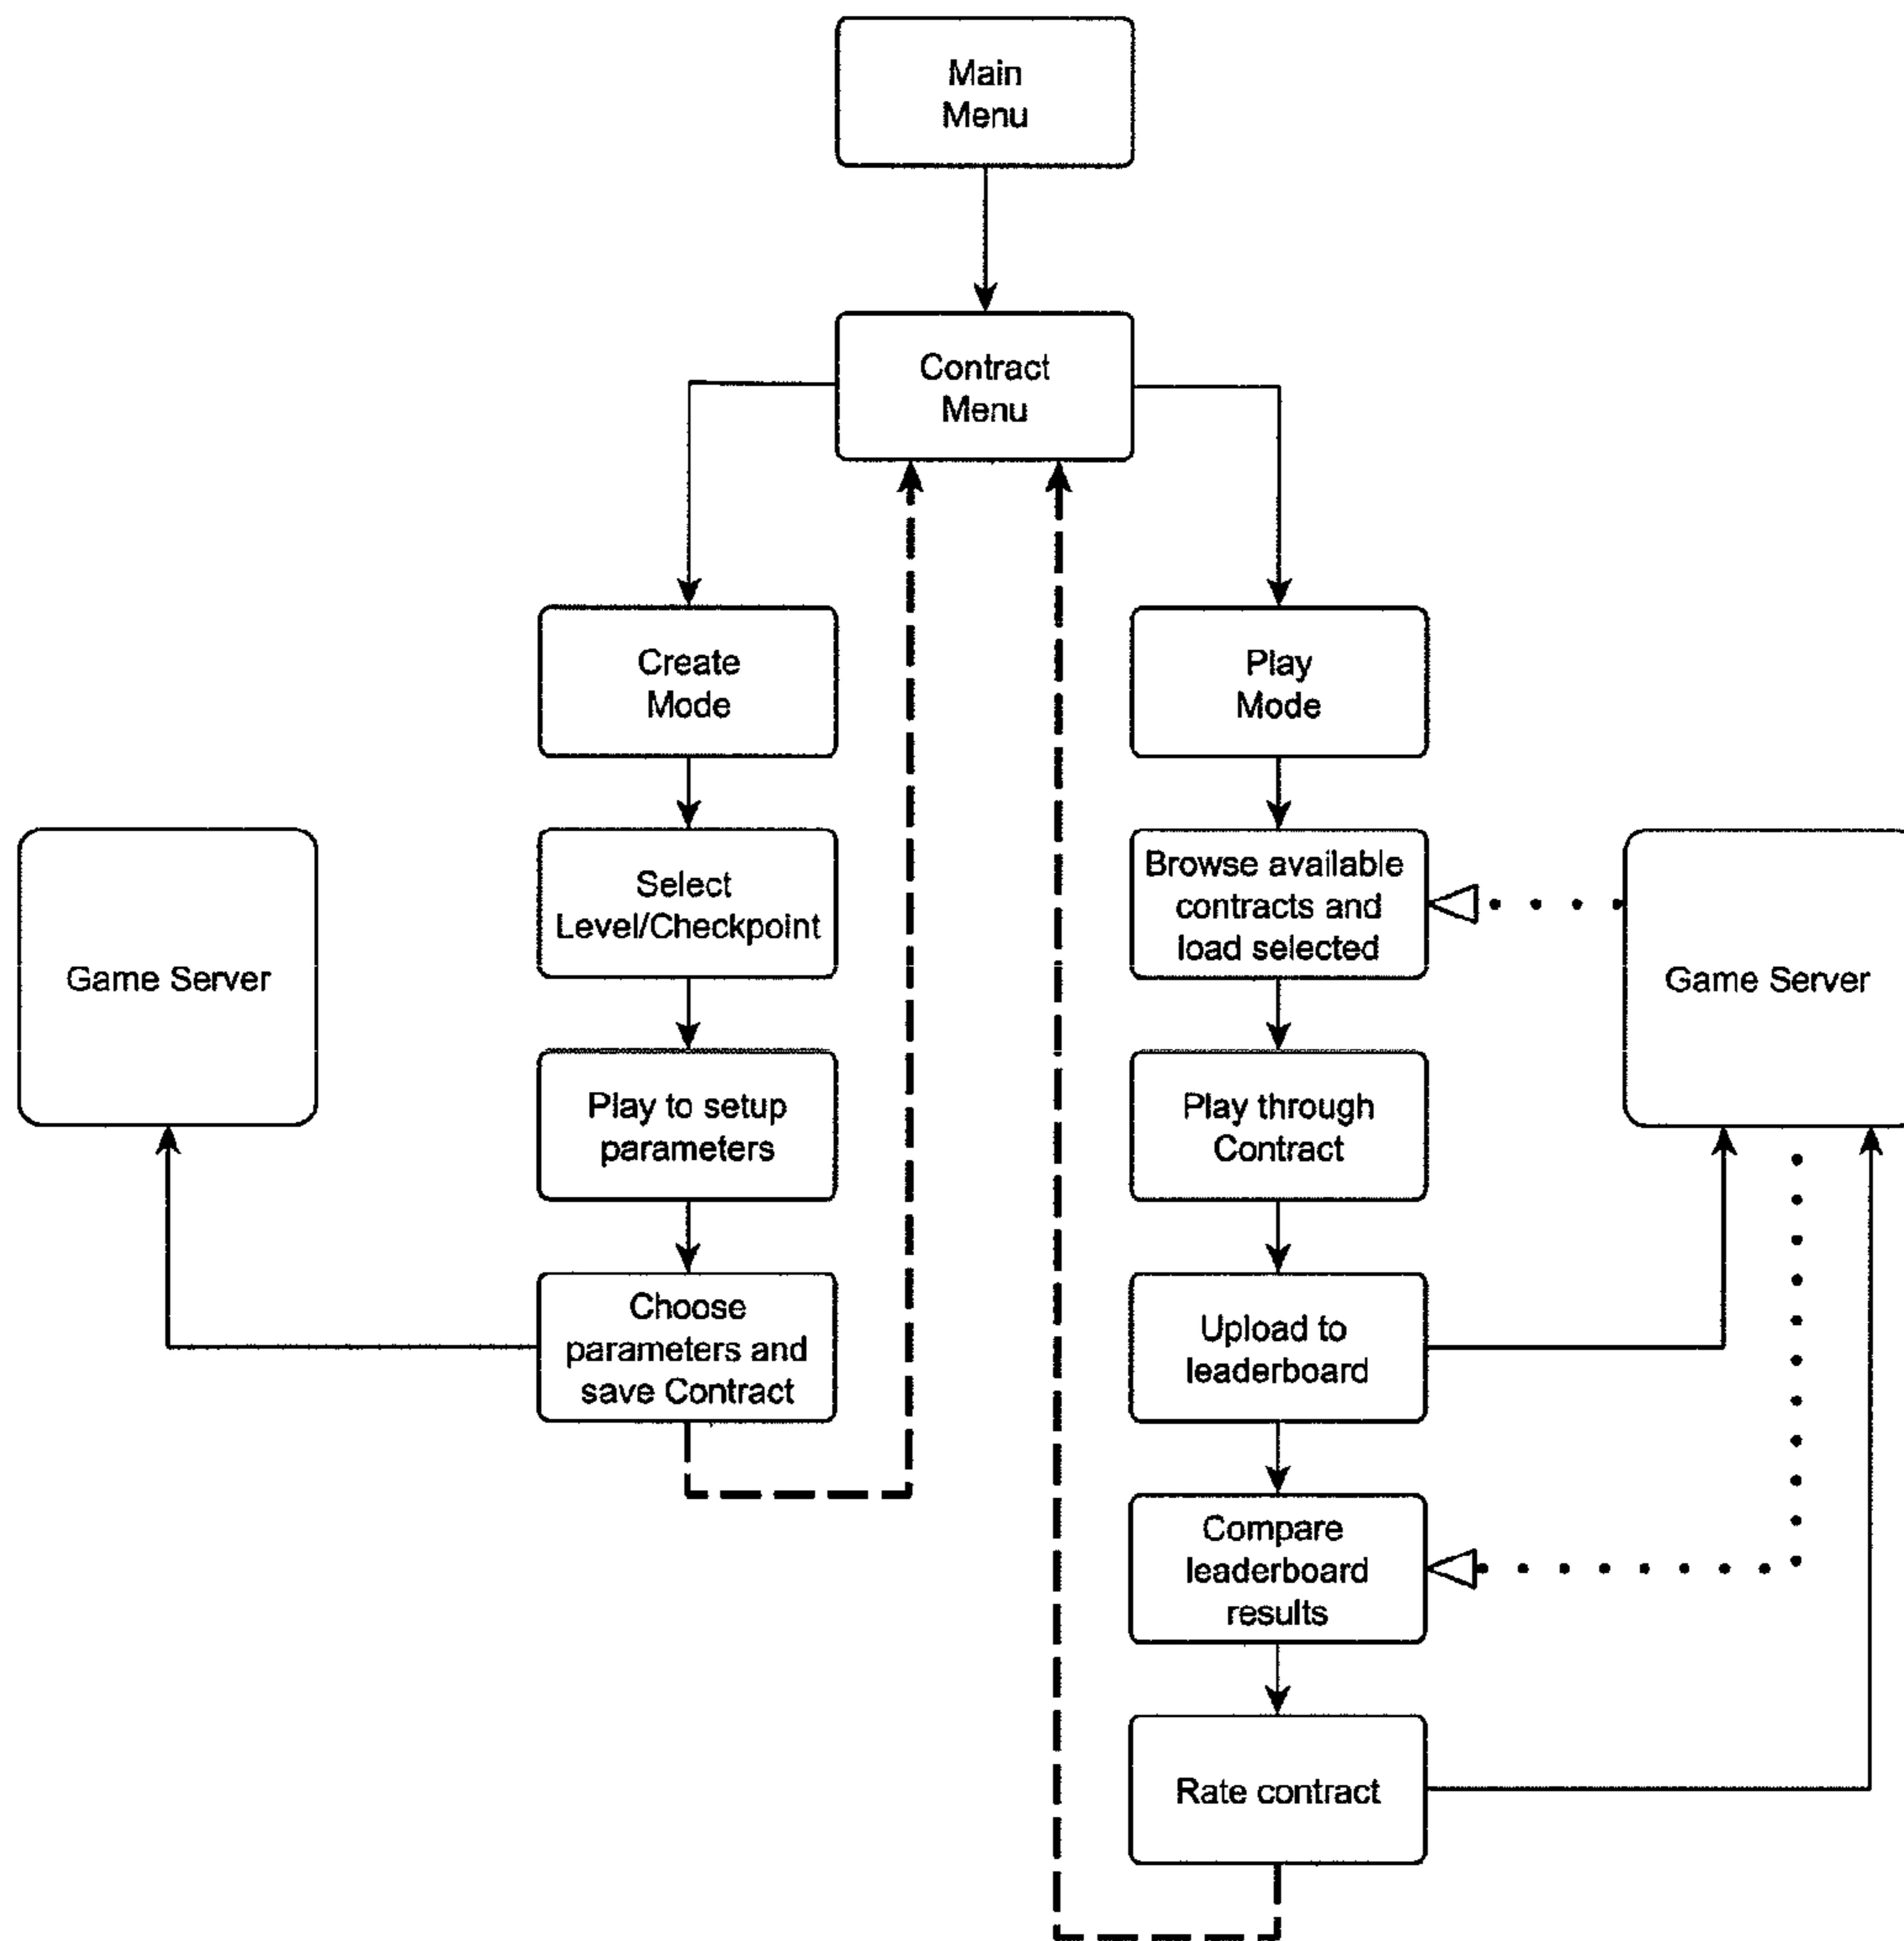 Main
Menu
Contract
Menu
Create
Mode
Play
Mode
Game Server
Select
Level/Checkpoint
Browse available
contracts and
load selected
Game Server
Play to setup
parameters
Play through
Contract
Choose
parameters and
save Contract
Upload to
leaderboard
Compare
leaderboard
results
Rate contract